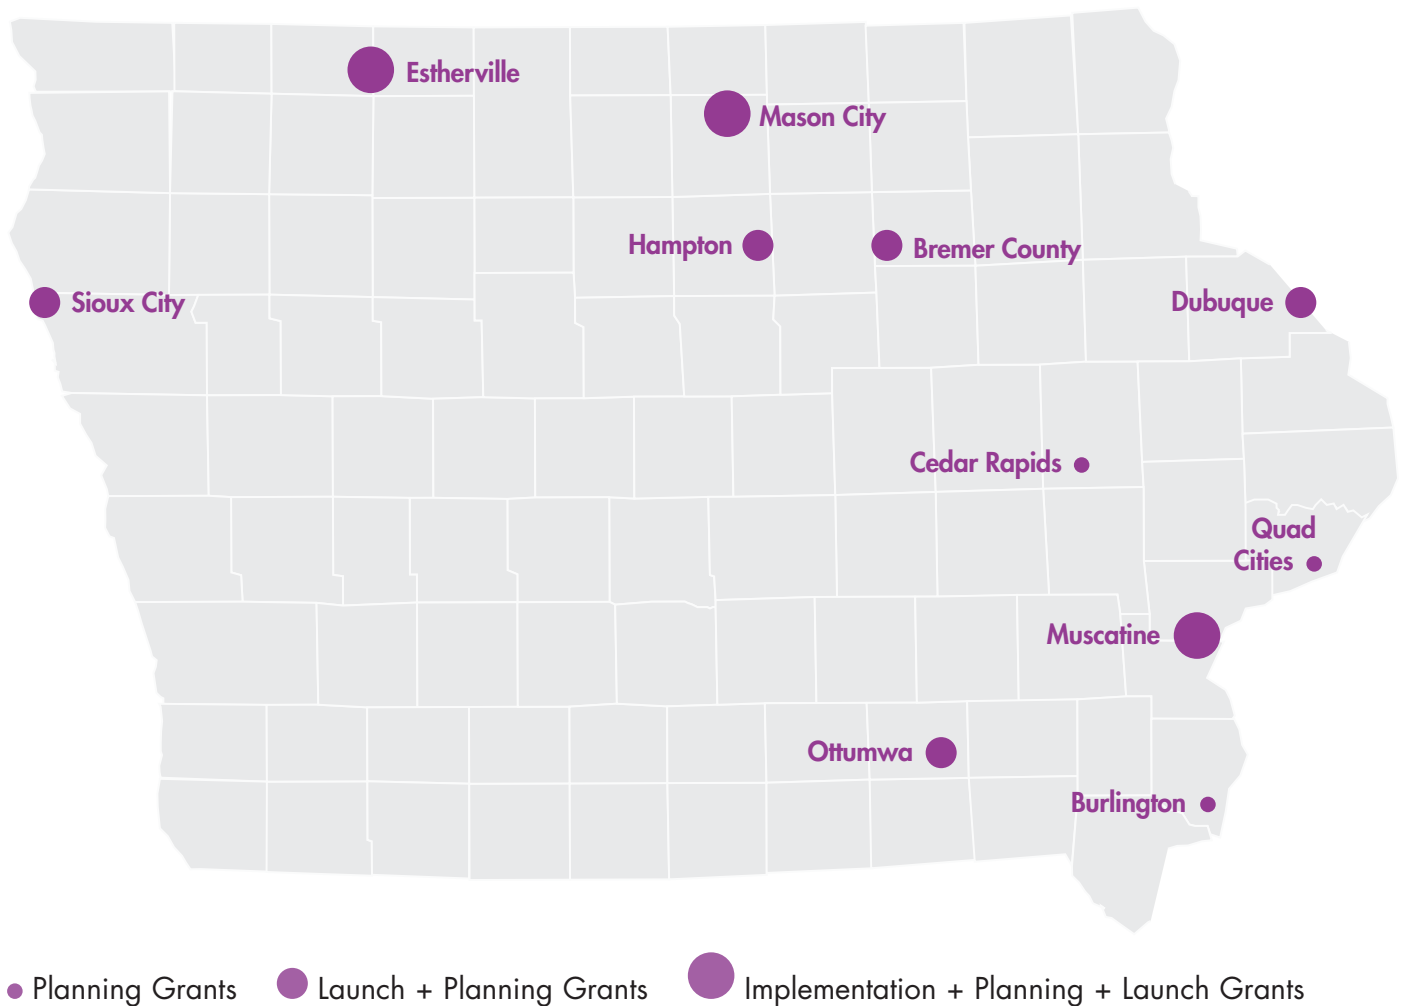 Estherville
Mason City
Hampton
Bremer County
Sioux City
Dubuque
Cedar Rapids
Quad
Cities
Muscatine
Ottumwa
Burlington
Planning Grants
Launch + Planning Grants
Implementation + Planning + Launch Grants